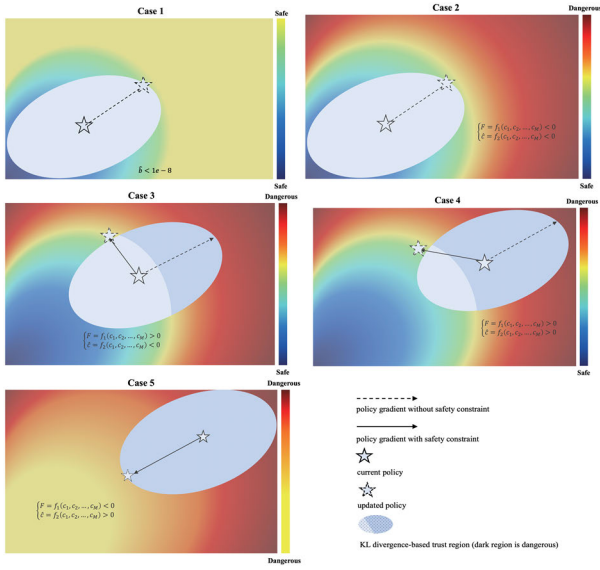 Case 1
Safe
b̄ < 1e − 8
Safe
Case 2
Dangerous
F = f₁(c₁, c₂, ..., c_M) < 0
ĉ = f₂(c₁, c₂, ..., c_M) < 0
Safe
Case 3
Dangerous
F = f₁(c₁, c₂, ..., c_M) > 0
ĉ = f₂(c₁, c₂, ..., c_M) < 0
Safe
Case 4
Dangerous
F = f₁(c₁, c₂, ..., c_M) > 0
ĉ = f₂(c₁, c₂, ..., c_M) > 0
Safe
Case 5
Dangerous
F = f₁(c₁, c₂, ..., c_M) < 0
ĉ = f₂(c₁, c₂, ..., c_M) > 0
Dangerous
policy gradient without safety constraint
policy gradient with safety constraint
current policy
updated policy
KL divergence-based trust region (dark region is dangerous)